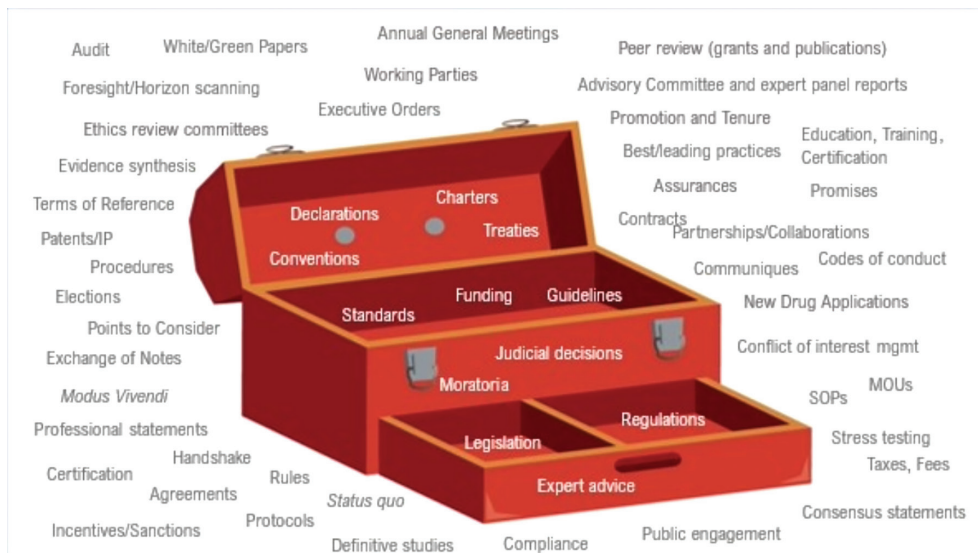 Annual General Meetings
Audit
White/Green Papers
Peer review (grants and publications)
Working Parties
Foresight/Horizon scanning
Advisory Committee and expert panel reports
Executive Orders
Promotion and Tenure
Ethics review committees
Education, Training,
Certification
Best/leading practices
Evidence synthesis
Assurances
Promises
Charters
Terms of Reference
Declarations
Contracts
Treaties
Partnerships/Collaborations
Patents/IP
Conventions
Codes of conduct
Procedures
Communiques
Elections
Funding
Guidelines
New Drug Applications
Standards
Points to Consider
Conflict of interest mgmt
Exchange of Notes
Judicial decisions
Moratoria
MOUs
Modus Vivendi
SOPs
Regulations
Professional statements
Legislation
Stress testing
Handshake
Taxes, Fees
Certification
Rules
Expert advice
Agreements
Status quo
Consensus statements
Protocols
Incentives/Sanctions
Public engagement
Definitive studies
Compliance